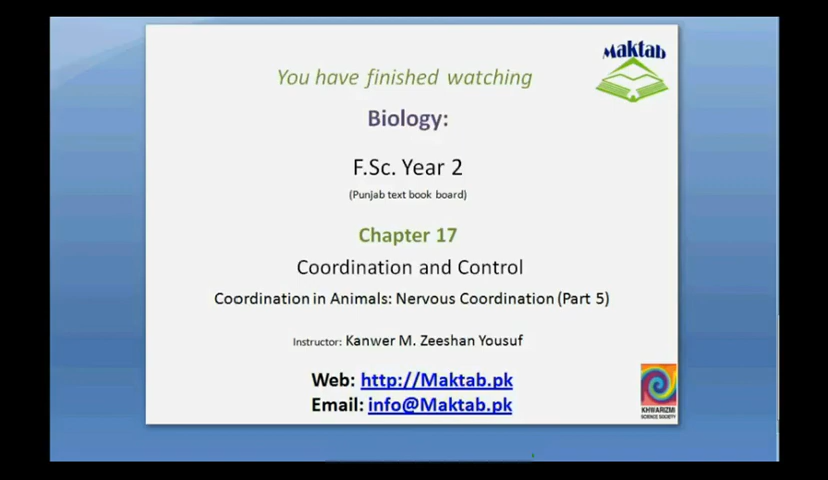 Maktab
You have finished watching
Biology:
F.Sc. Year 2
(Punjab text book board)
Chapter 17
Coordination and Control
Coordination in Animals: Nervous Coordination (Part 5)
Instructor: Kanwer M. Zeeshan Yousuf
Web: http://Maktab.pk
Email: info@Maktab.pk
KHWARIZMI
SCIENCE SOCIETY